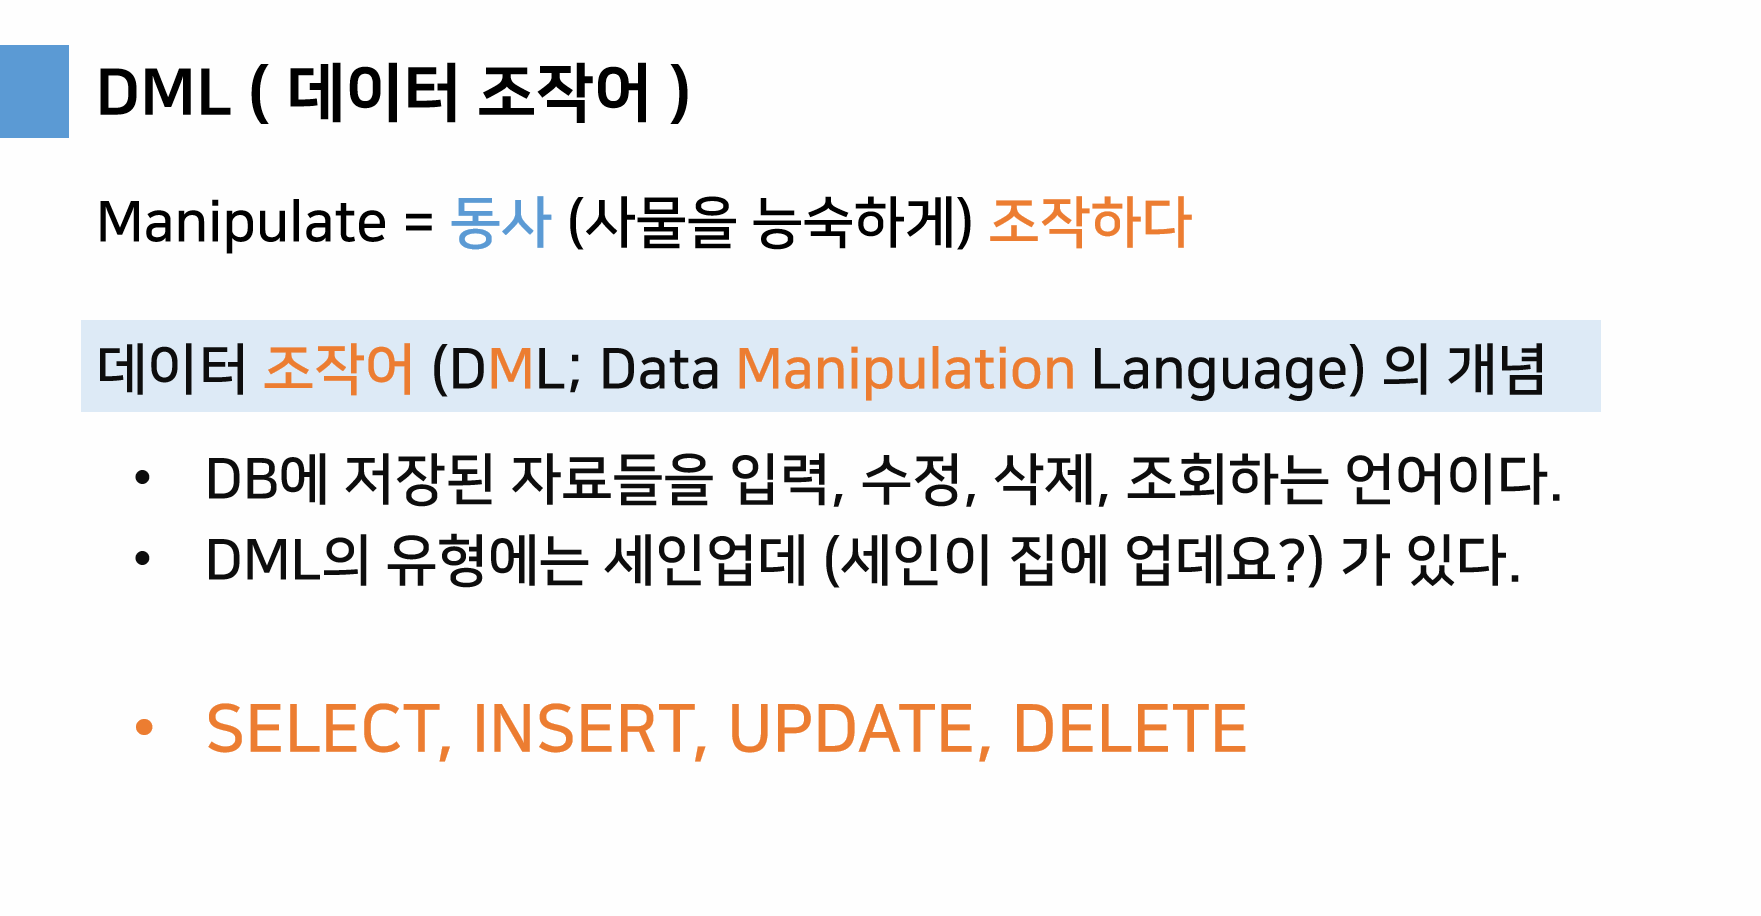 DML ( 데이터 조작어 )
Manipulate = 동사 (사물을 능숙하게) 조작하다
데이터 조작어 (DML; Data Manipulation Language) 의 개념
• DB에 저장된 자료들을 입력, 수정, 삭제, 조회하는 언어이다.
• DML의 유형에는 세인업데 (세인이 집에 업데요?) 가 있다.
• SELECT, INSERT, UPDATE, DELETE